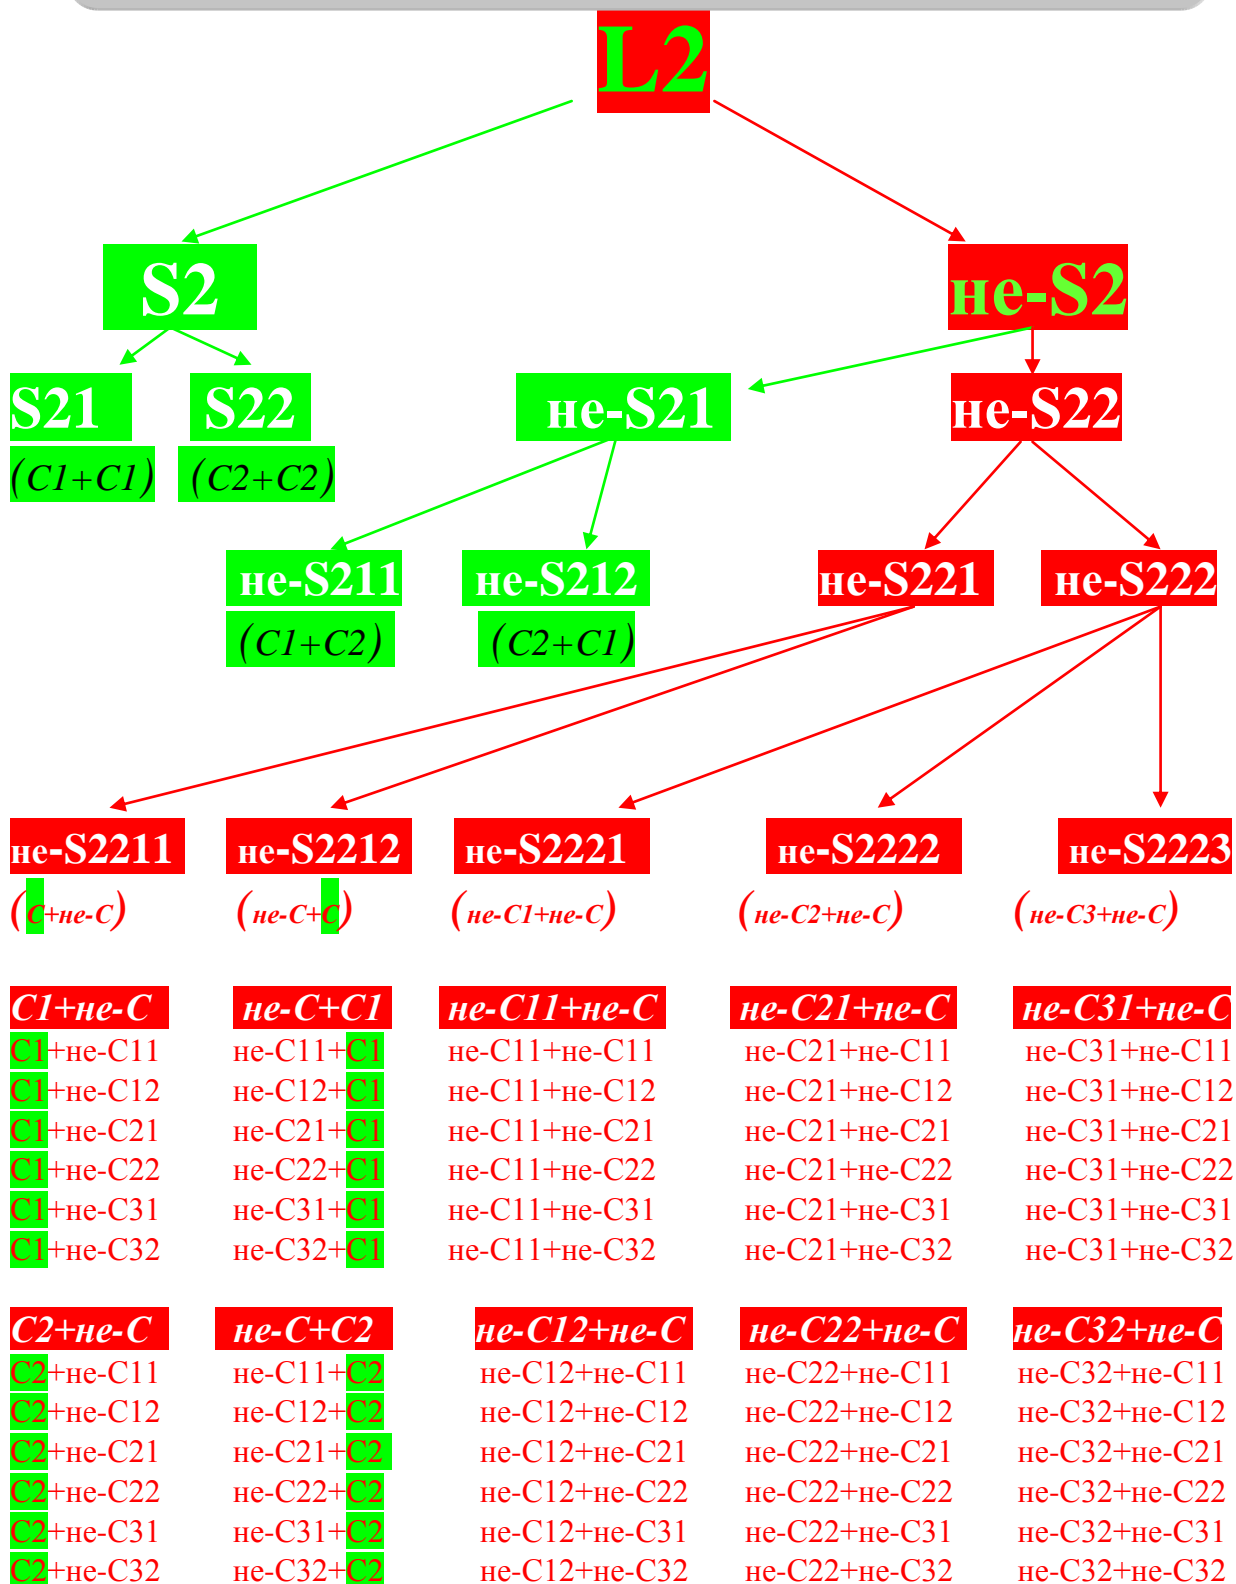 L2
S2 не-S2
S21 S22 не-S21 не-S22
(C1+C1) (C2+C2)
не-S211 не-S212 не-S221 не-S222
(C1+C2) (C2+C1)
не-S2211 не-S2212 не-S2221 не-S2222 не-S2223
(C+не-C) (не-C+C) (не-C1+не-C) (не-C2+не-C) (не-C3+не-C)
C1+не-C не-C+C1 не-C11+не-C не-C21+не-C не-C31+не-C
C1+не-C11 не-C11+C1 не-C11+не-C11 не-C21+не-C11 не-C31+не-C11
C1+не-C12 не-C12+C1 не-C11+не-C12 не-C21+не-C12 не-C31+не-C12
C1+не-C21 не-C21+C1 не-C11+не-C21 не-C21+не-C21 не-C31+не-C21
C1+не-C22 не-C22+C1 не-C11+не-C22 не-C21+не-C22 не-C31+не-C22
C1+не-C31 не-C31+C1 не-C11+не-C31 не-C21+не-C31 не-C31+не-C31
C1+не-C32 не-C32+C1 не-C11+не-C32 не-C21+не-C32 не-C31+не-C32
C2+не-C не-C+C2 не-C12+не-C не-C22+не-C не-C32+не-C
C2+не-C11 не-C11+C2 не-C12+не-C11 не-C22+не-C11 не-C32+не-C11
C2+не-C12 не-C12+C2 не-C12+не-C12 не-C22+не-C12 не-C32+не-C12
C2+не-C21 не-C21+C2 не-C12+не-C21 не-C22+не-C21 не-C32+не-C21
C2+не-C22 не-C22+C2 не-C12+не-C22 не-C22+не-C22 не-C32+не-C22
C2+не-C31 не-C31+C2 не-C12+не-C31 не-C22+не-C31 не-C32+не-C31
C2+не-C32 не-C32+C2 не-C12+не-C32 не-C22+не-C32 не-C32+не-C32